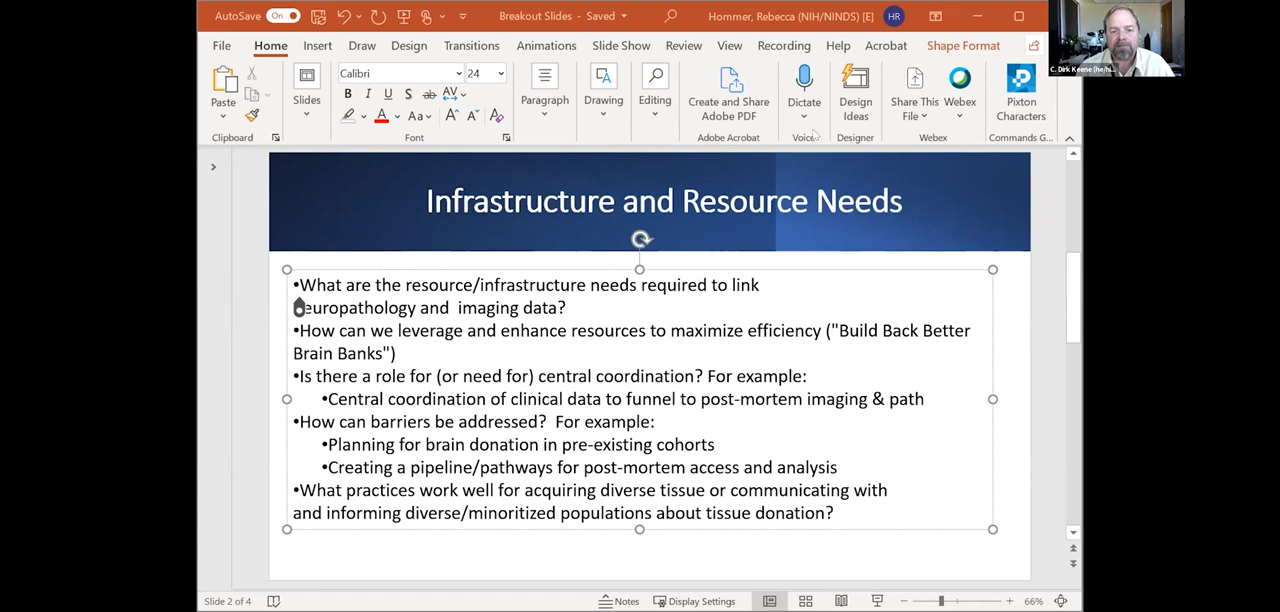 AutoSave On Breakout Slides - Saved Hommer, Rebecca (NIH/NINDS) [E] HR
File Home Insert Draw Design Transitions Animations Slide Show Review View Recording Help Acrobat Shape Format
Calibri 24
Paste Slides Paragraph Drawing Editing Create and Share Adobe PDF Dictate Design Ideas Share This File Webex Pixton Characters
B I U S ab AV
A Aa A A A
Clipboard Font Adobe Acrobat Voice Designer Webex Commands G...
C. Dirk Keene (he/hi...
Infrastructure and Resource Needs
•What are the resource/infrastructure needs required to link
europathology and imaging data?
•How can we leverage and enhance resources to maximize efficiency ("Build Back Better
Brain Banks")
•Is there a role for (or need for) central coordination? For example:
•Central coordination of clinical data to funnel to post-mortem imaging & path
•How can barriers be addressed? For example:
•Planning for brain donation in pre-existing cohorts
•Creating a pipeline/pathways for post-mortem access and analysis
•What practices work well for acquiring diverse tissue or communicating with
and informing diverse/minoritized populations about tissue donation?
Slide 2 of 4 Notes Display Settings 66%